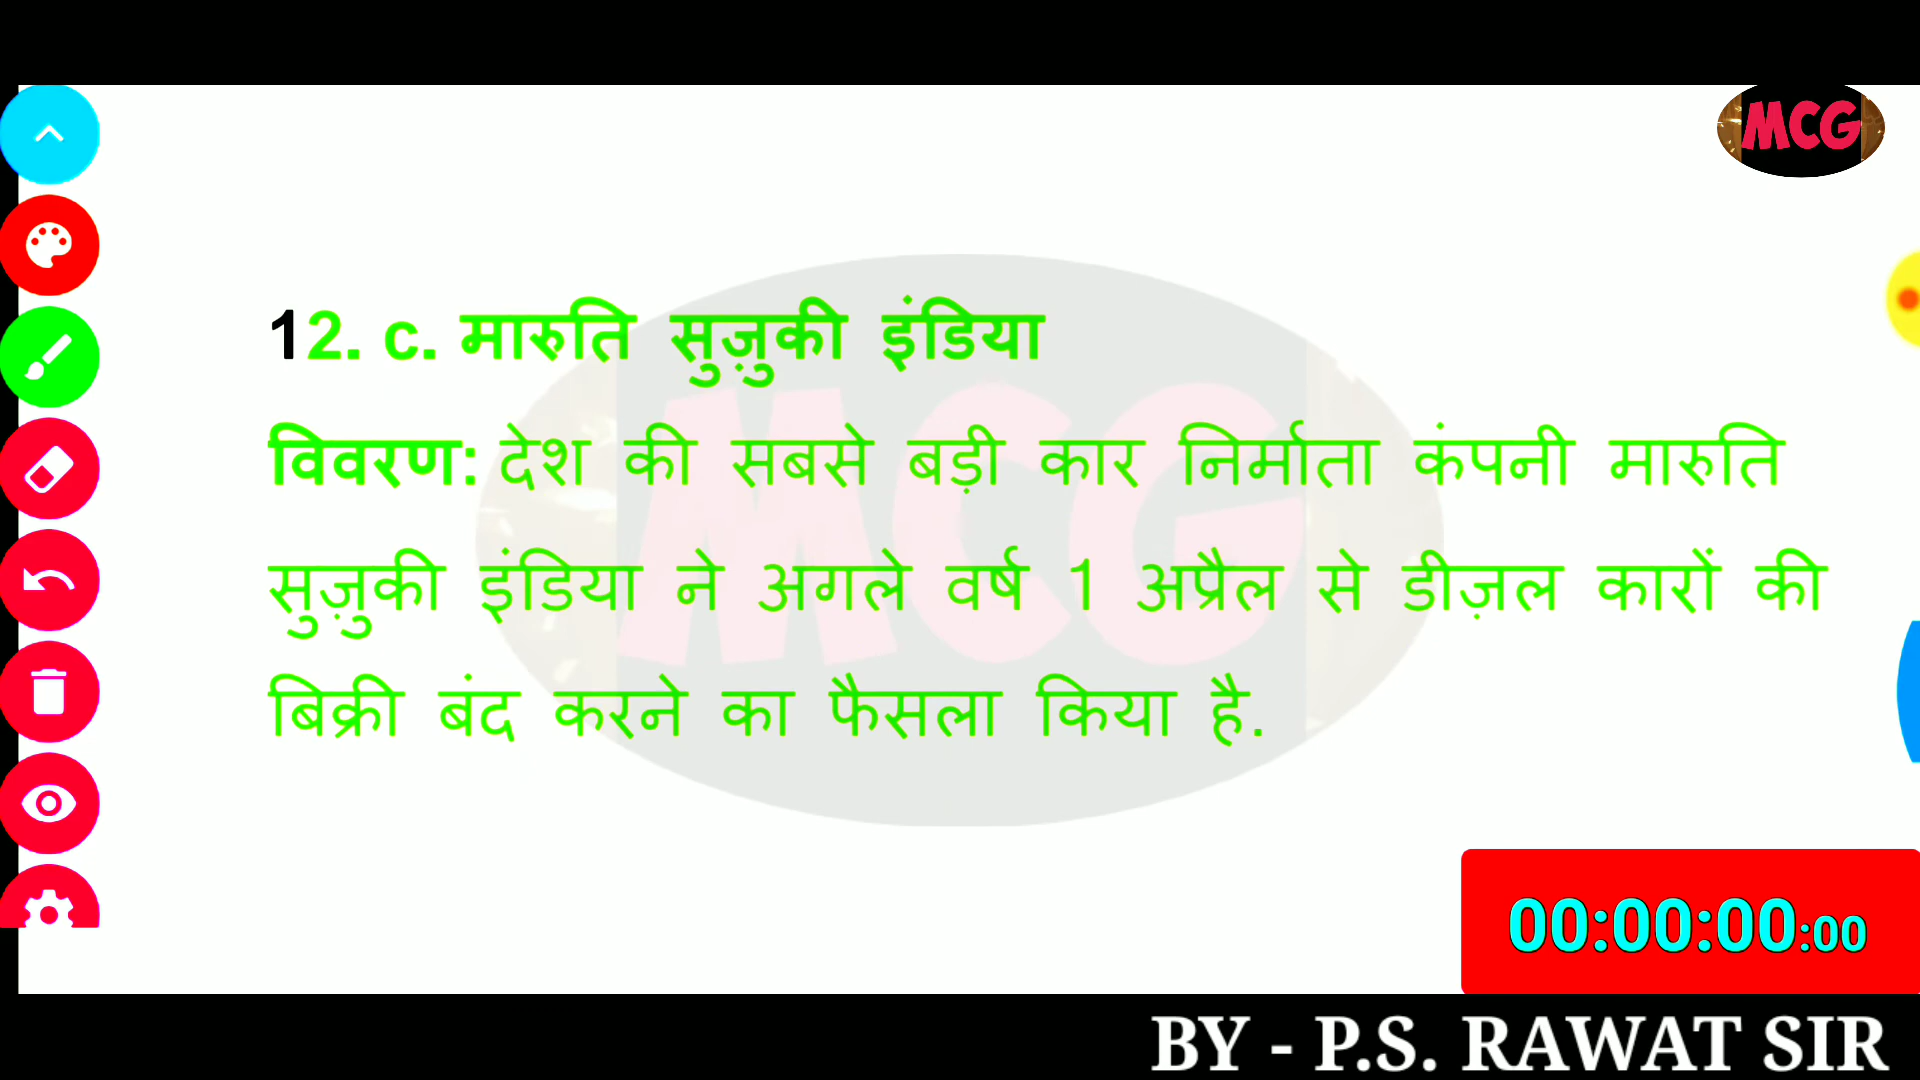 MCG
12. c. मारुति सुज़ुकी इंडिया
विवरण: देश की सबसे बड़ी कार निर्माता कंपनी मारुति
सुज़ुकी इंडिया ने अगले वर्ष 1 अप्रैल से डीज़ल कारों की
बिक्री बंद करने का फैसला किया है.
MCG
00:00:00:00
BY - P.S. RAWAT SIR